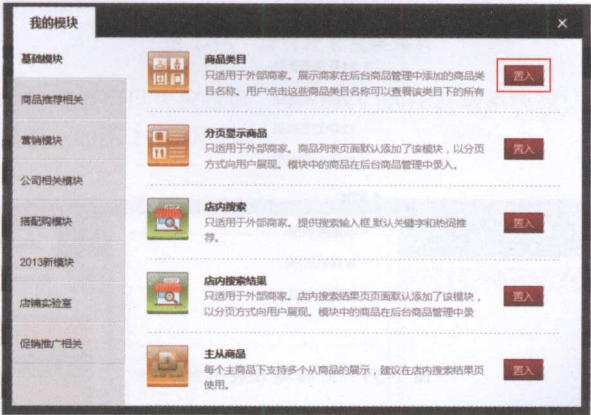 我的模块
×
基础模块
商品推荐相关
营销模块
公司相关模块
搭配购模块
2013新模块
店铺实验室
促销推广相关
商品类目
只适用于外部商家。展示商家在后台商品管理中添加的商品类
目名称。用户点击这些商品类目名称可以查看该类目下的所有
置入
分页显示商品
只适用于外部商家。商品列表页面默认添加了该模块，以分页
方式向用户展现。模块中的商品在后台商品管理中录入。
置入
店内搜索
只适用于外部商家。提供搜索输入框,默认关键字和热词推
荐。
置入
店内搜索结果
只适用于外部商家。店内搜索结果页页面默认添加了该模块，
以分页方式向用户展现。模块中的商品在后台商品管理中录
置入
主从商品
每个主商品下支持多个从商品的展示，建议在店内搜索结果页
使用。
置入